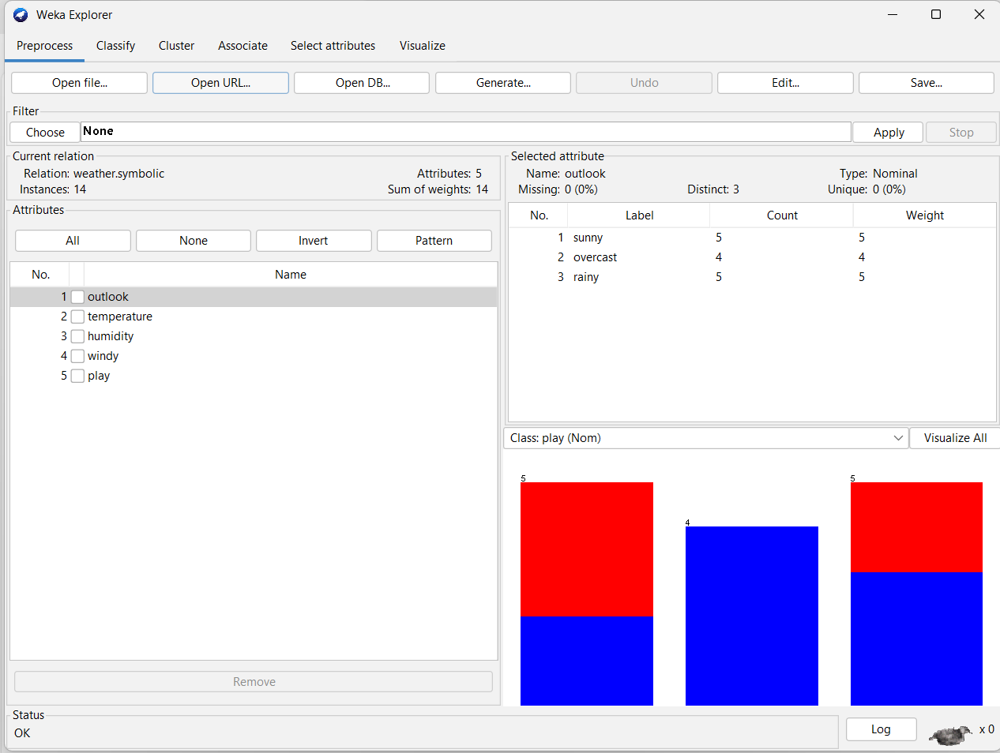 Weka Explorer
Preprocess Classify Cluster Associate Select attributes Visualize
Open file... Open URL... Open DB... Generate... Undo Edit... Save...
Filter
Choose None Apply Stop
Current relation
Relation: weather.symbolic Attributes: 5
Instances: 14 Sum of weights: 14
Selected attribute
Name: outlook Type: Nominal
Missing: 0 (0%) Distinct: 3 Unique: 0 (0%)
Attributes
All None Invert Pattern
No. Name
1 outlook
2 temperature
3 humidity
4 windy
5 play
Remove
No. Label Count Weight
1 sunny 5 5
2 overcast 4 4
3 rainy 5 5
Class: play (Nom) Visualize All
5 4 5
Status
OK
Log x 0